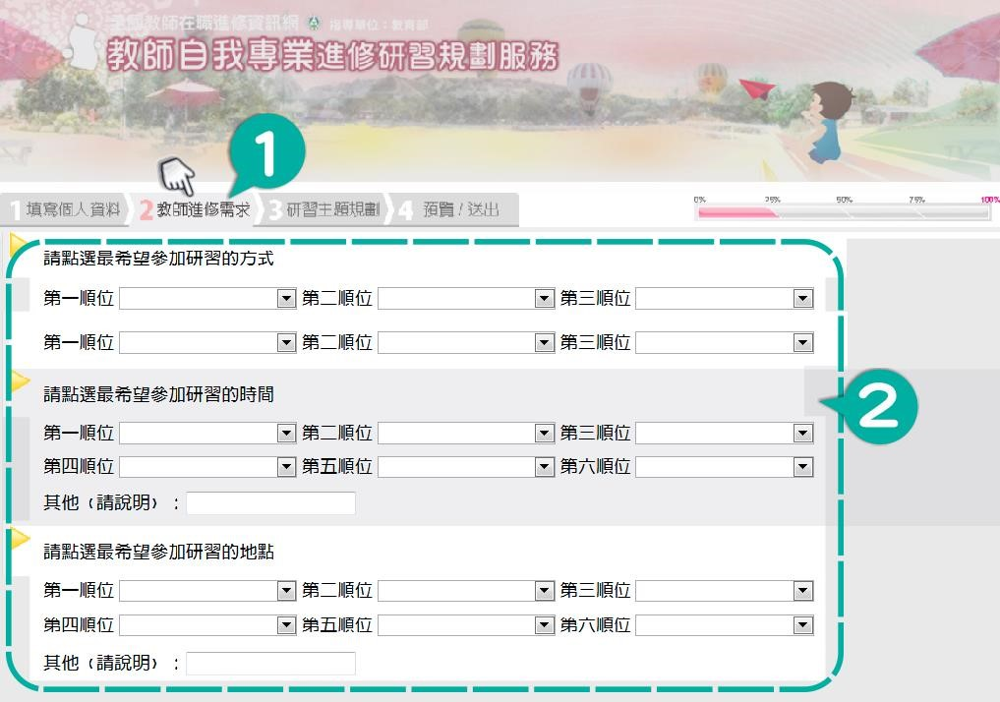 全國教師在職進修資訊網 指導單位：教育部
教師自我專業進修研習規劃服務
1
1 填寫個人資料 2 教師進修需求 3 研習主題規劃 4 預覽/送出
0% 25% 50% 75% 100%
請點選最希望參加研習的方式
第一順位 第二順位 第三順位
第一順位 第二順位 第三順位
請點選最希望參加研習的時間
2
第一順位 第二順位 第三順位
第四順位 第五順位 第六順位
其他（請說明）：
請點選最希望參加研習的地點
第一順位 第二順位 第三順位
第四順位 第五順位 第六順位
其他（請說明）：